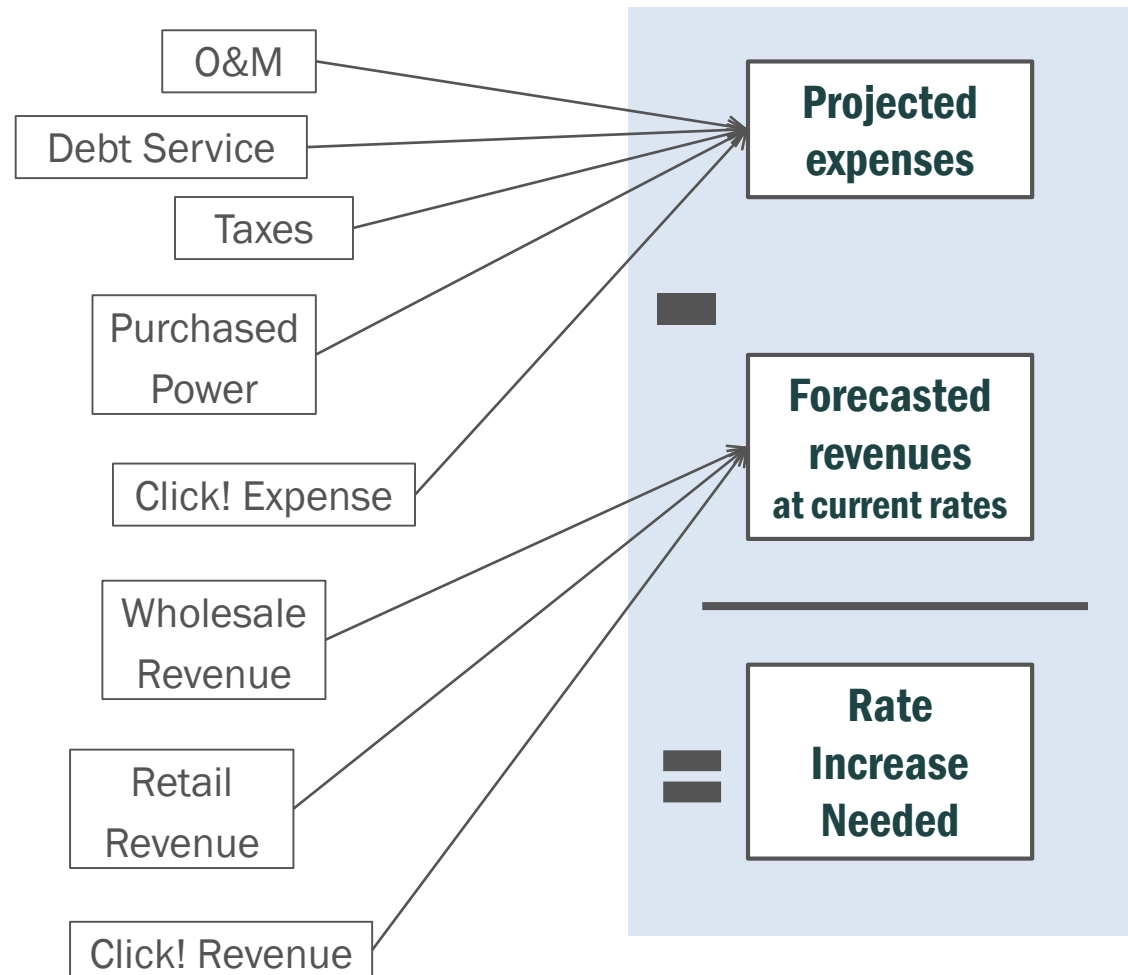 O&M
Debt Service
Taxes
Purchased
Power
Click! Expense
Wholesale
Revenue
Retail
Revenue
Click! Revenue
Projected
expenses
Forecasted
revenues
at current rates
Rate
Increase
Needed